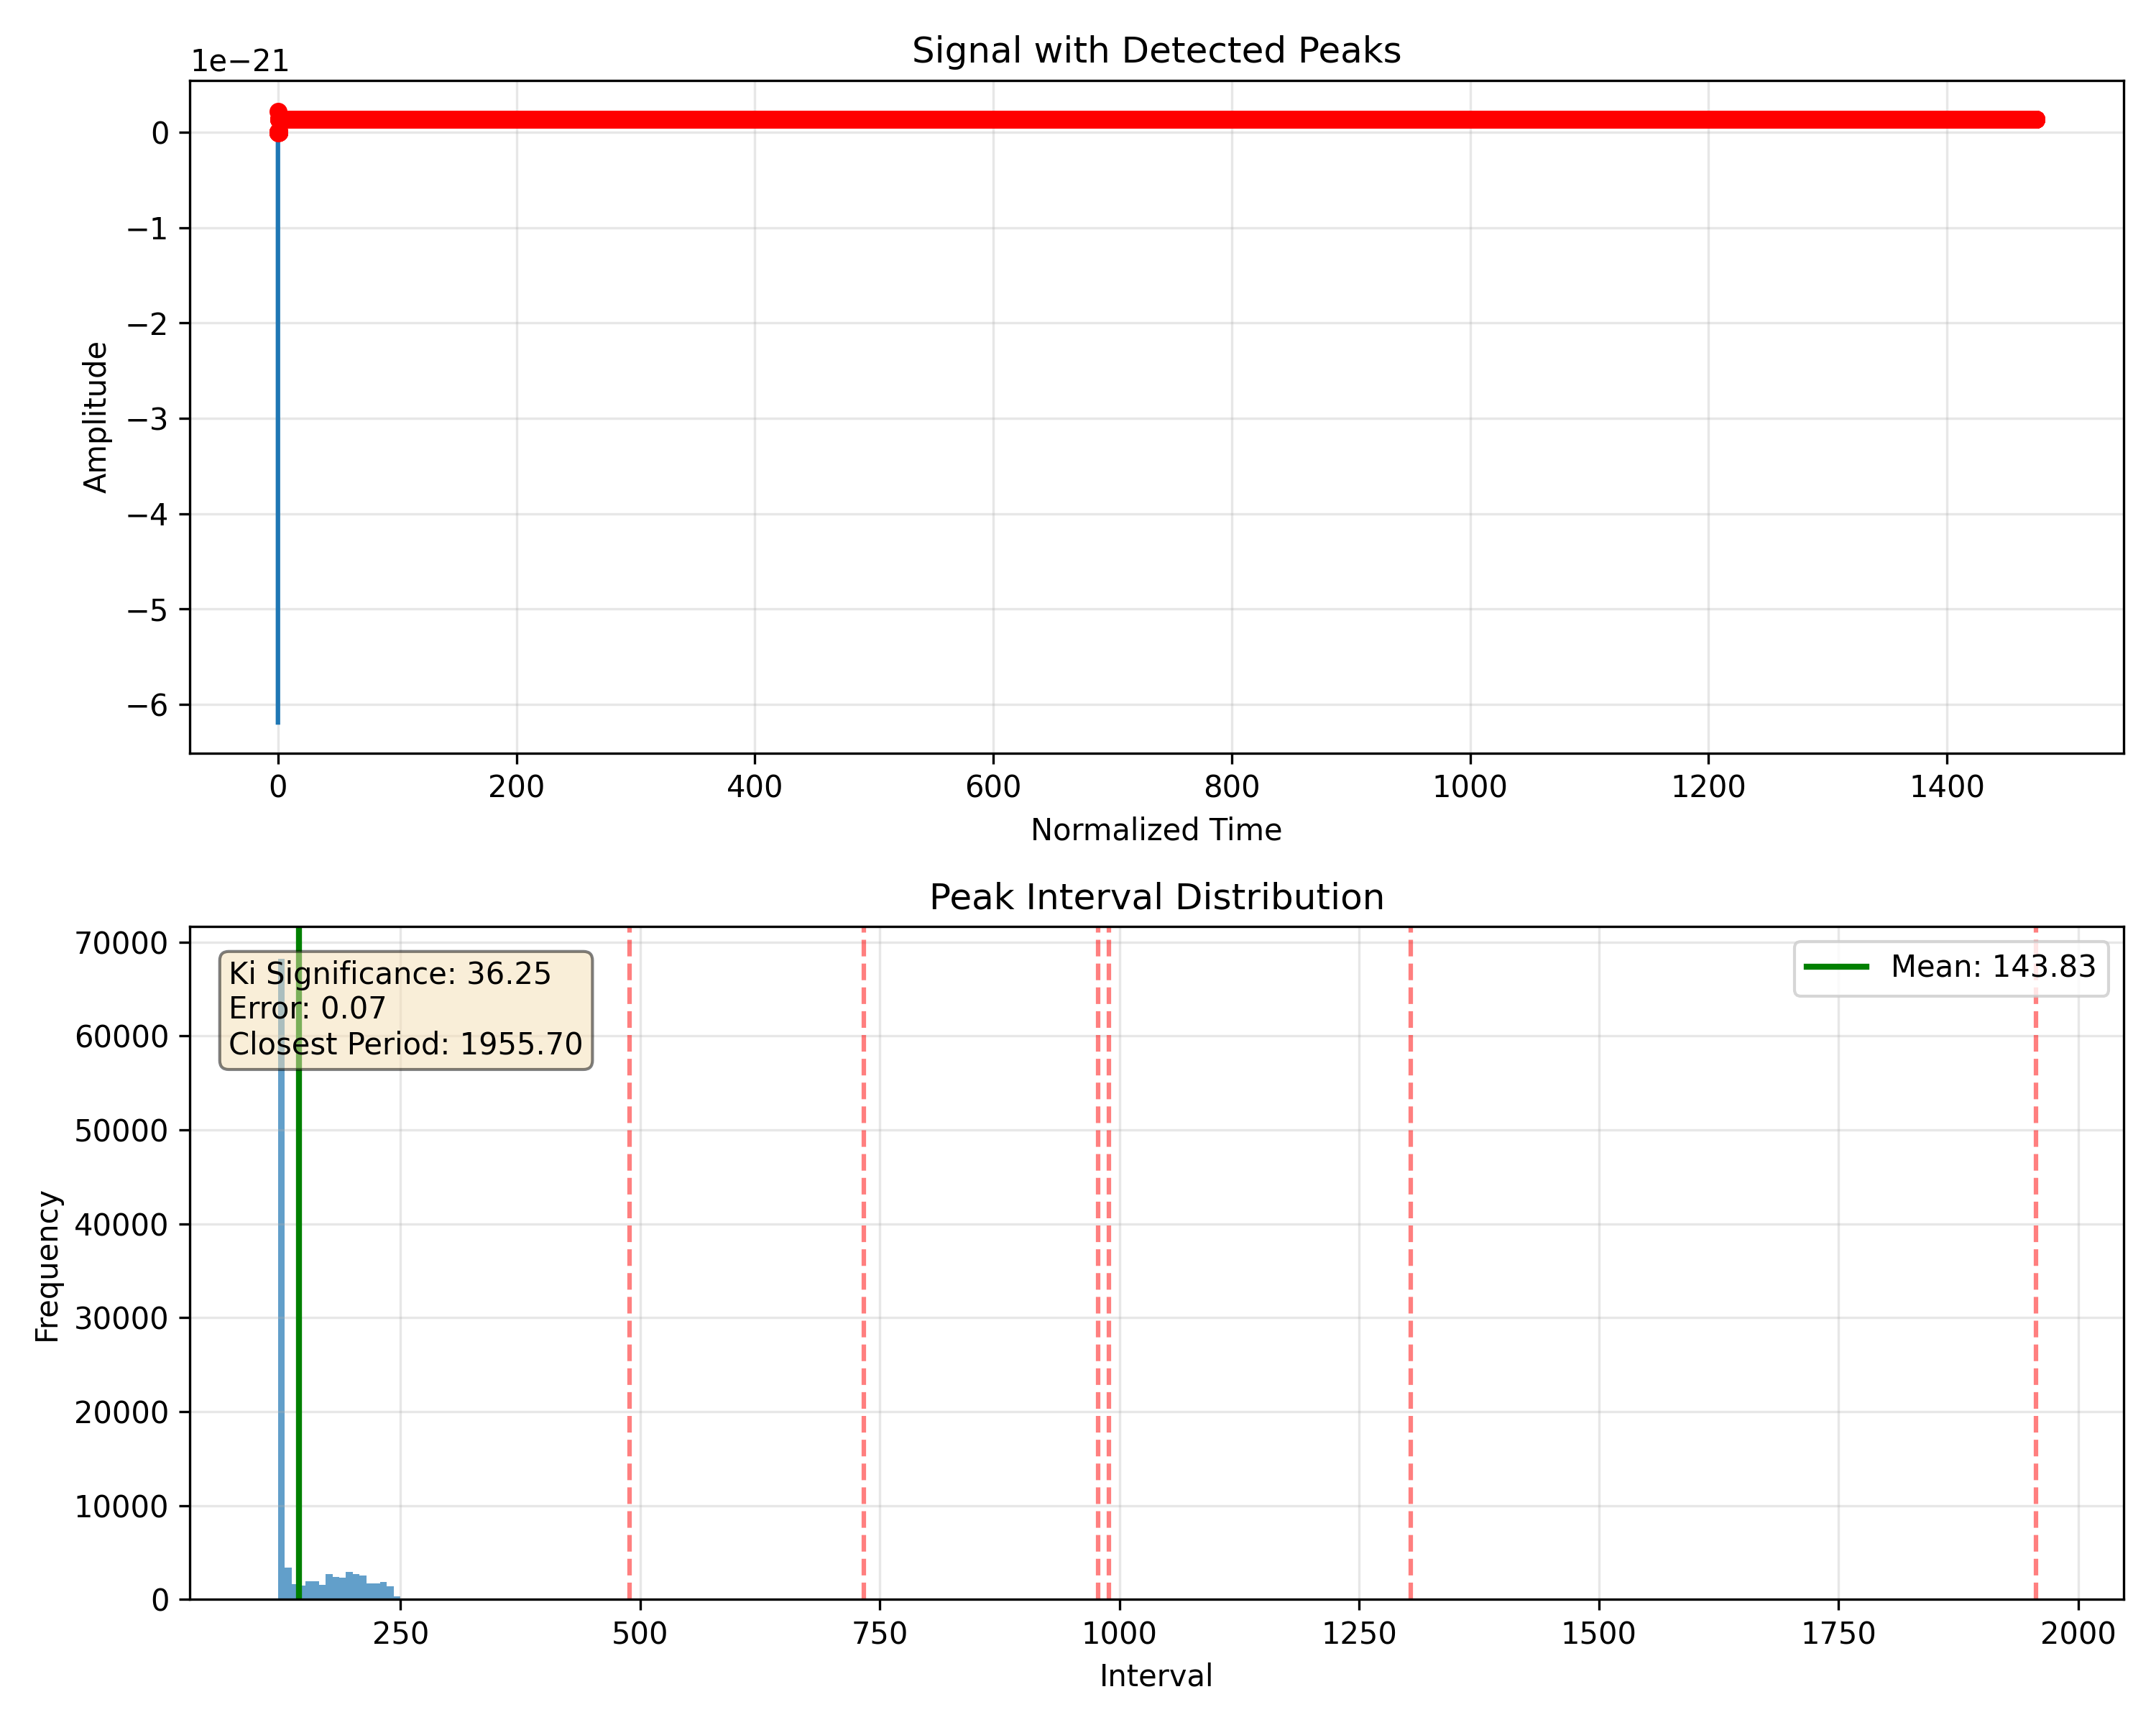 Signal with Detected Peaks
1e−21
0
−1
−2
−3
−4
−5
−6
Amplitude
0 200 400 600 800 1000 1200 1400
Normalized Time
Peak Interval Distribution
70000
60000
50000
40000
30000
20000
10000
0
Frequency
Ki Significance: 36.25
Error: 0.07
Closest Period: 1955.70
Mean: 143.83
250 500 750 1000 1250 1500 1750 2000
Interval